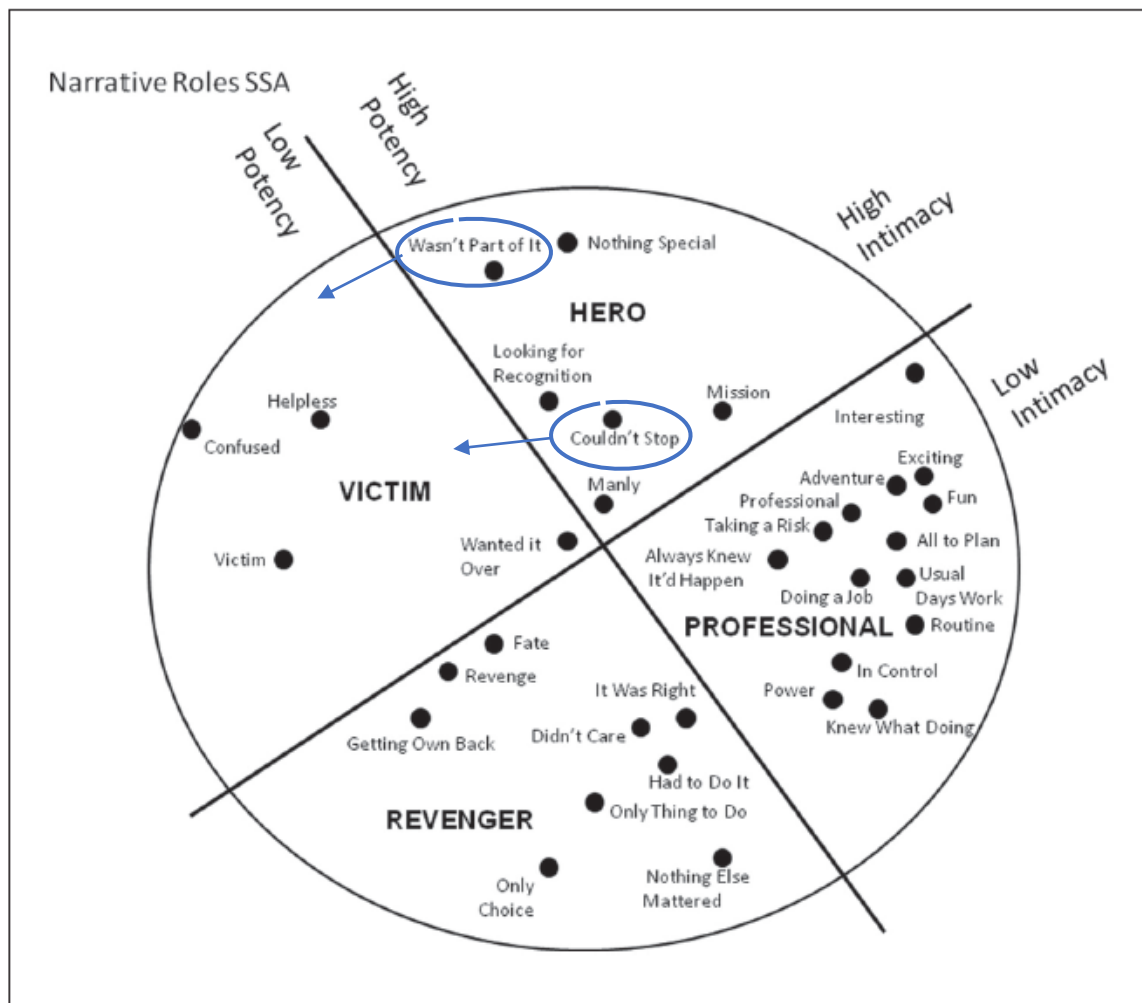 Narrative Roles SSA
High
Potency
Low
Potency
High
Intimacy
Low
Intimacy
Wasn't Part of It
Nothing Special
HERO
Looking for
Recognition
Mission
Couldn't Stop
Manly
Helpless
Confused
VICTIM
Victim
Wanted it
Over
Interesting
Exciting
Adventure
Fun
Professional
Taking a Risk
All to Plan
Always Knew
It'd Happen
Doing a Job
Usual
Days Work
PROFESSIONAL
Routine
In Control
Power
Knew What Doing
Fate
Revenge
Getting Own Back
It Was Right
Didn't Care
Had to Do It
Only Thing to Do
REVENGER
Only
Choice
Nothing Else
Mattered